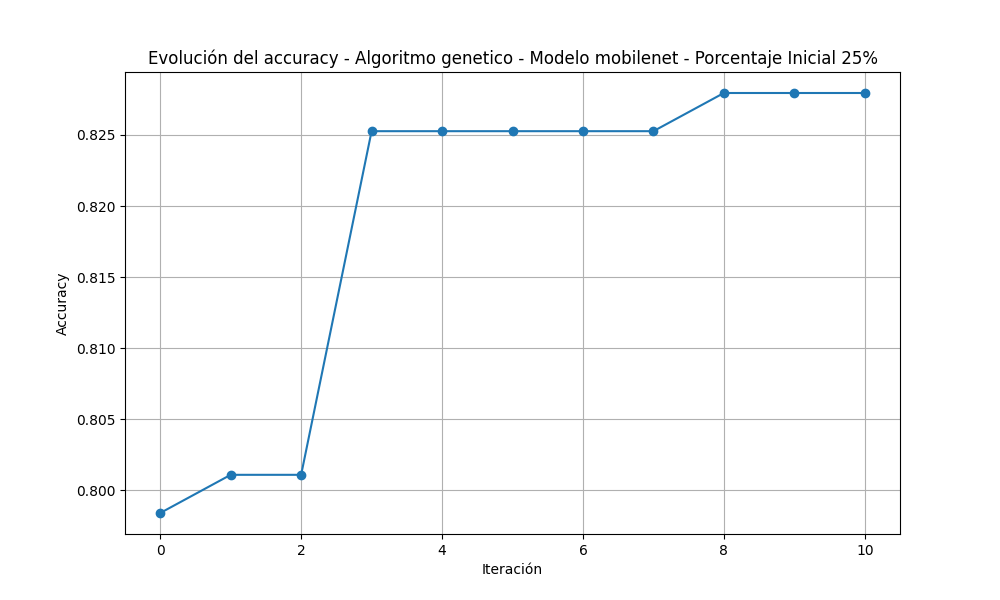 Evolución del accuracy - Algoritmo genetico - Modelo mobilenet - Porcentaje Inicial 25%
Accuracy
0.825
0.820
0.815
0.810
0.805
0.800
0 2 4 6 8 10
Iteración